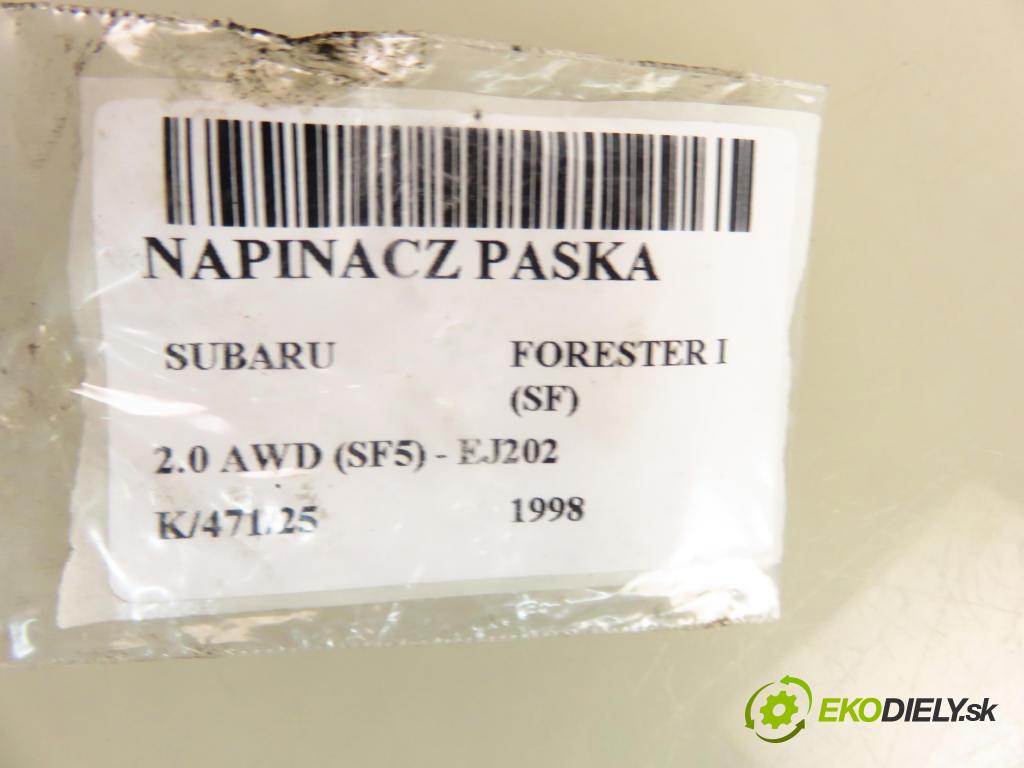 NAPINACZ PASKA
SUBARU FORESTER I
(SF)
2.0 AWD (SF5) - EJ202
K/471/25 1998
EKODIELY.sk